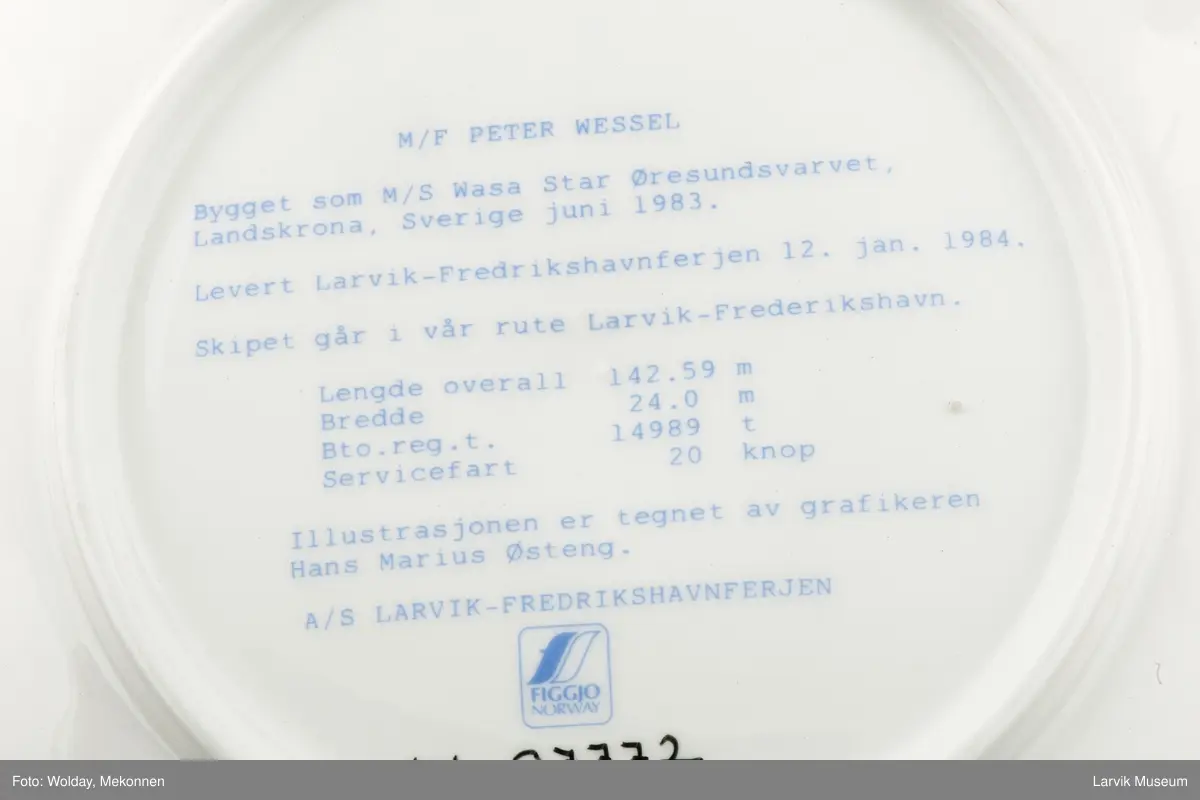 M/F PETER WESSEL
Bygget som M/S Wasa Star Øresundsvarvet,
Landskrona, Sverige juni 1983.
Levert Larvik-Fredrikshavnferjen 12. jan. 1984.
Skipet går i vår rute Larvik-Frederikshavn.
Lengde overall 142.59 m
Bredde 24.0 m
Bto.reg.t. 14989 t
Servicefart 20 knop
Illustrasjonen er tegnet av grafikeren
Hans Marius Østeng.
A/S LARVIK-FREDRIKSHAVNFERJEN
FIGGJO
NORWAY
Foto: Wolday, Mekonnen
Larvik Museum